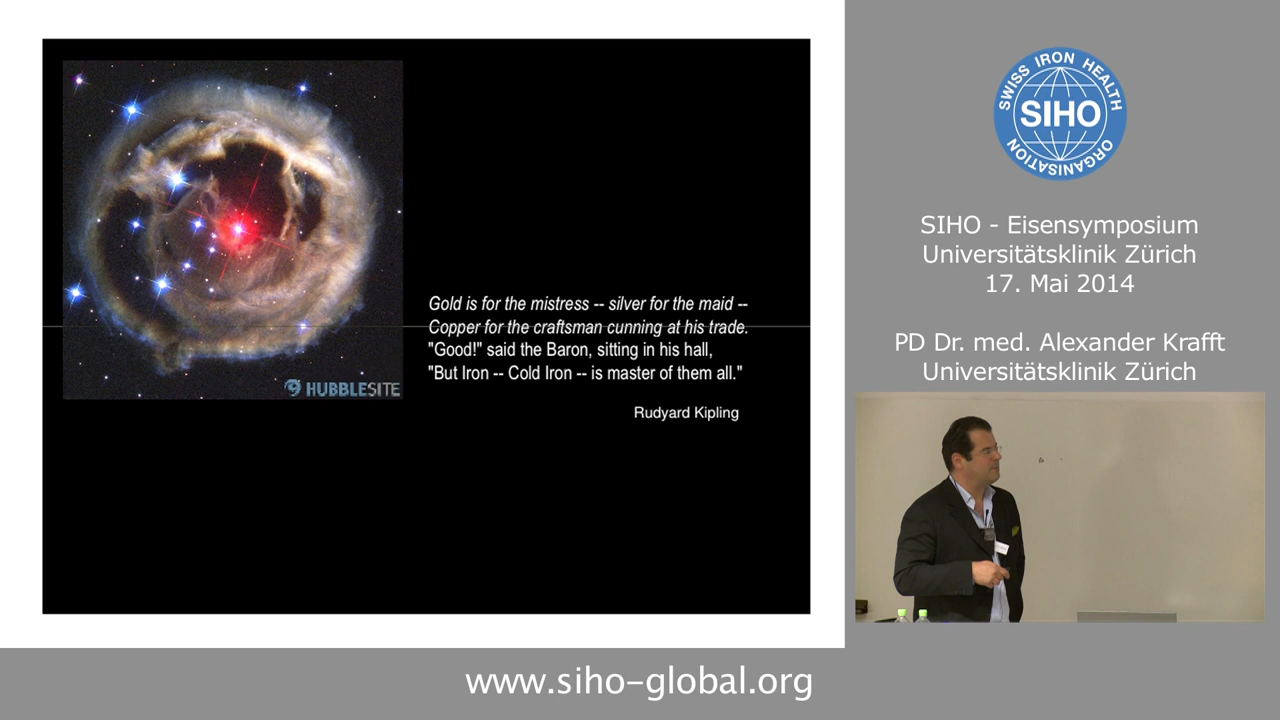 HUBBLESITE
Gold is for the mistress -- silver for the maid --
Copper for the craftsman cunning at his trade.
"Good!" said the Baron, sitting in his hall,
"But Iron -- Cold Iron -- is master of them all."
Rudyard Kipling
SWISS IRON HEALTH
SIHO
ORGANISATION
SIHO - Eisensymposium
Universitätsklinik Zürich
17. Mai 2014
PD Dr. med. Alexander Krafft
Universitätsklinik Zürich
www.siho-global.org